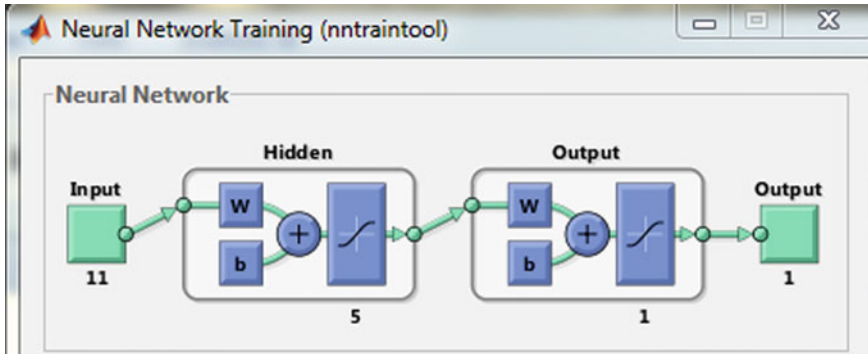 Neural Network Training (nntraintool)
Neural Network
Hidden
Output
Input
W
b
+
W
b
+
Output
11
5
1
1